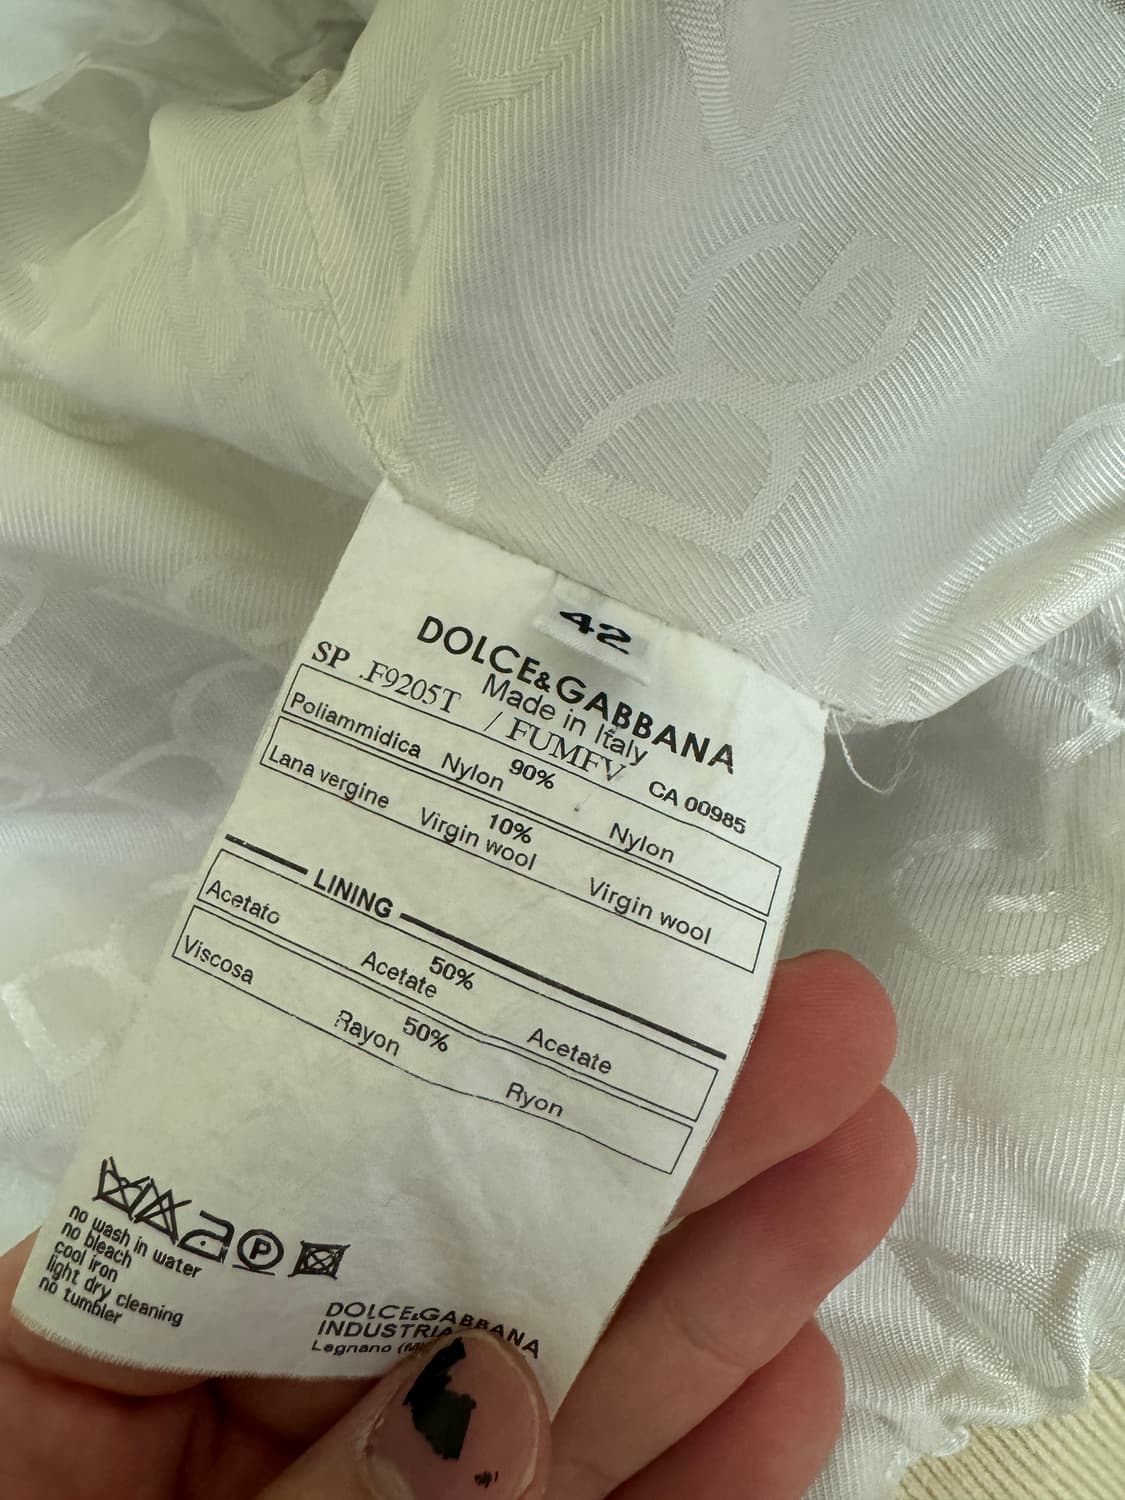 42
DOLCE&GABBANA
Made in Italy
SP .F9205T / FUMFV CA 00985
Poliammidica Nylon 90% Nylon
Lana vergine Virgin wool 10% Virgin wool
LINING
Acetato Acetate 50% Acetate
Viscosa Rayon 50% Ryon
P
no wash in water
no bleach
cool iron
light dry cleaning
no tumbler
DOLCE&GABBANA
INDUSTRIA
Legnano
DG
G